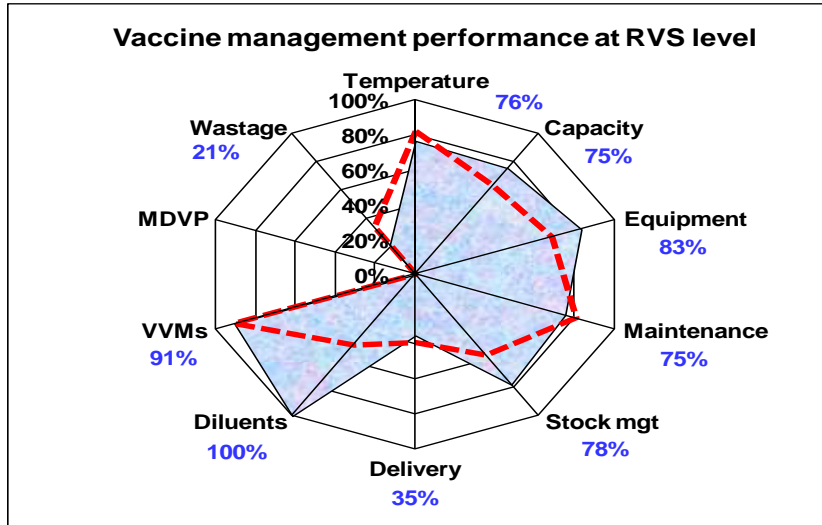 Vaccine management performance at RVS level
Temperature
76%
100%
80%
60%
40%
20%
0%
Capacity
75%
Equipment
83%
Maintenance
75%
Stock mgt
78%
Delivery
35%
Diluents
100%
VVMs
91%
MDVP
Wastage
21%